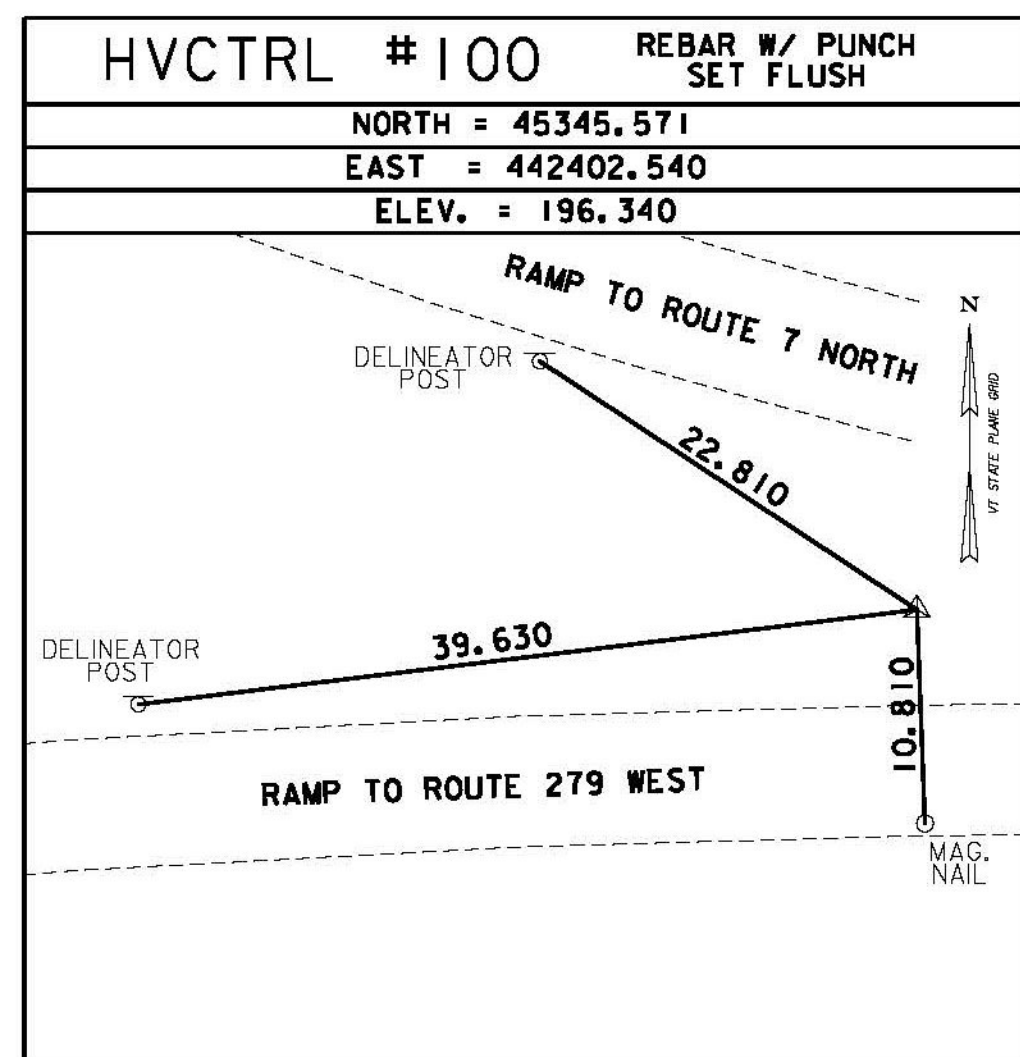 HVCTRL #100
REBAR W/ PUNCH
SET FLUSH
NORTH = 45345.571
EAST = 442402.540
ELEV. = 196.340
RAMP TO ROUTE 7 NORTH
N
VT STATE PLANE GRID
DELINEATOR
POST
22.810
39.630
DELINEATOR
POST
10.810
RAMP TO ROUTE 279 WEST
MAG.
NAIL